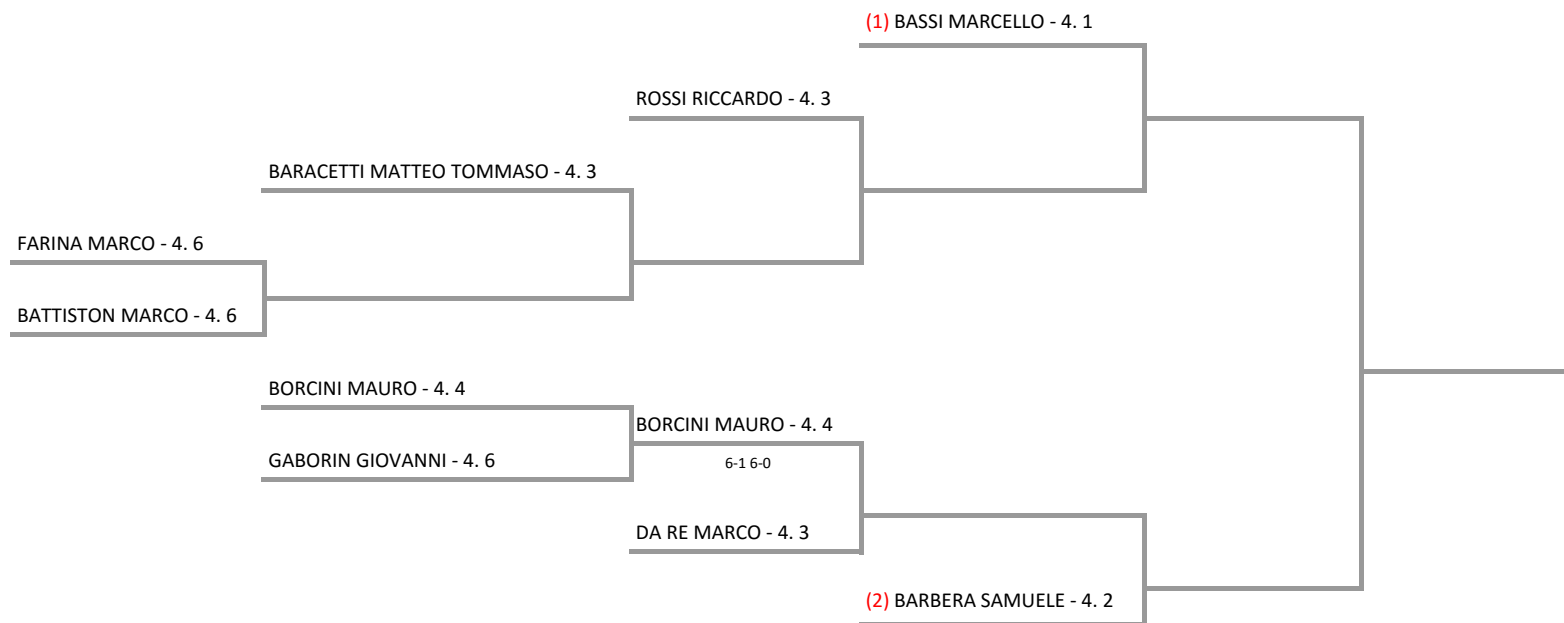 (1) BASSI MARCELLO - 4. 1
ROSSI RICCARDO - 4. 3
BARACETTI MATTEO TOMMASO - 4. 3
FARINA MARCO - 4. 6
BATTISTON MARCO - 4. 6
BORCINI MAURO - 4. 4
BORCINI MAURO - 4. 4
GABORIN GIOVANNI - 4. 6
6-1 6-0
DA RE MARCO - 4. 3
(2) BARBERA SAMUELE - 4. 2